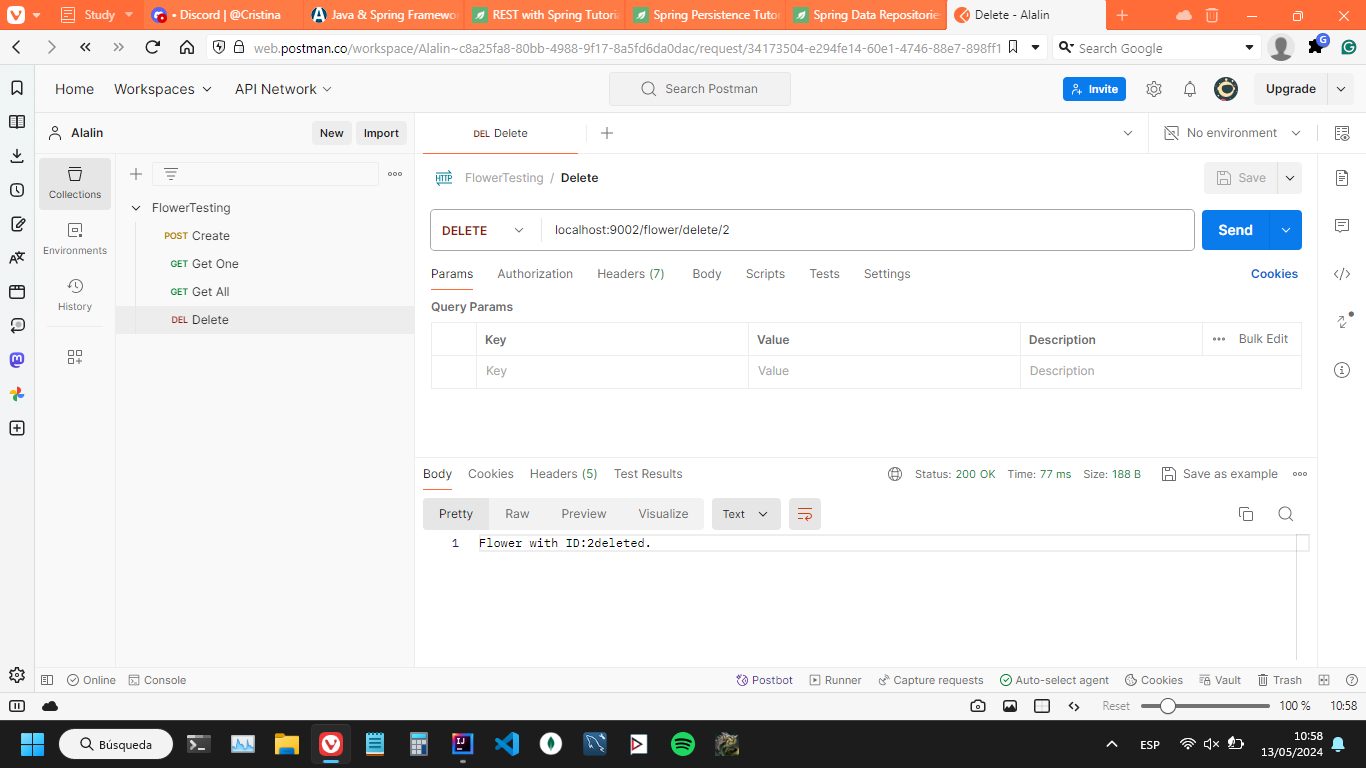 Study
• Discord | @Cristina
Java & Spring Framewor
REST with Spring Tutori
Spring Persistence Tuto
Spring Data Repositorie
Delete - Alalin
web.postman.co/workspace/Alalin~c8a25fa8-80bb-4988-9f17-8a5fd6da0dac/request/34173504-e294fe14-60e1-4746-88e7-898ff1
Search Google
G
Home
Workspaces
API Network
Search Postman
Invite
Upgrade
Alalin
New
Import
DEL Delete
No environment
Collections
Environments
History
FlowerTesting
POST Create
GET Get One
GET Get All
DEL Delete
HTTP
FlowerTesting / Delete
Save
DELETE
localhost:9002/flower/delete/2
Send
Params
Authorization
Headers (7)
Body
Scripts
Tests
Settings
Cookies
Query Params
Key
Value
Description
Bulk Edit
Key
Value
Description
Body
Cookies
Headers (5)
Test Results
Status: 200 OK
Time: 77 ms
Size: 188 B
Save as example
Pretty
Raw
Preview
Visualize
Text
1
Flower with ID:2deleted.
Online
Console
Postbot
Runner
Capture requests
Auto-select agent
Cookies
Vault
Trash
Reset
100 %
10:58
Búsqueda
ESP
10:58
13/05/2024